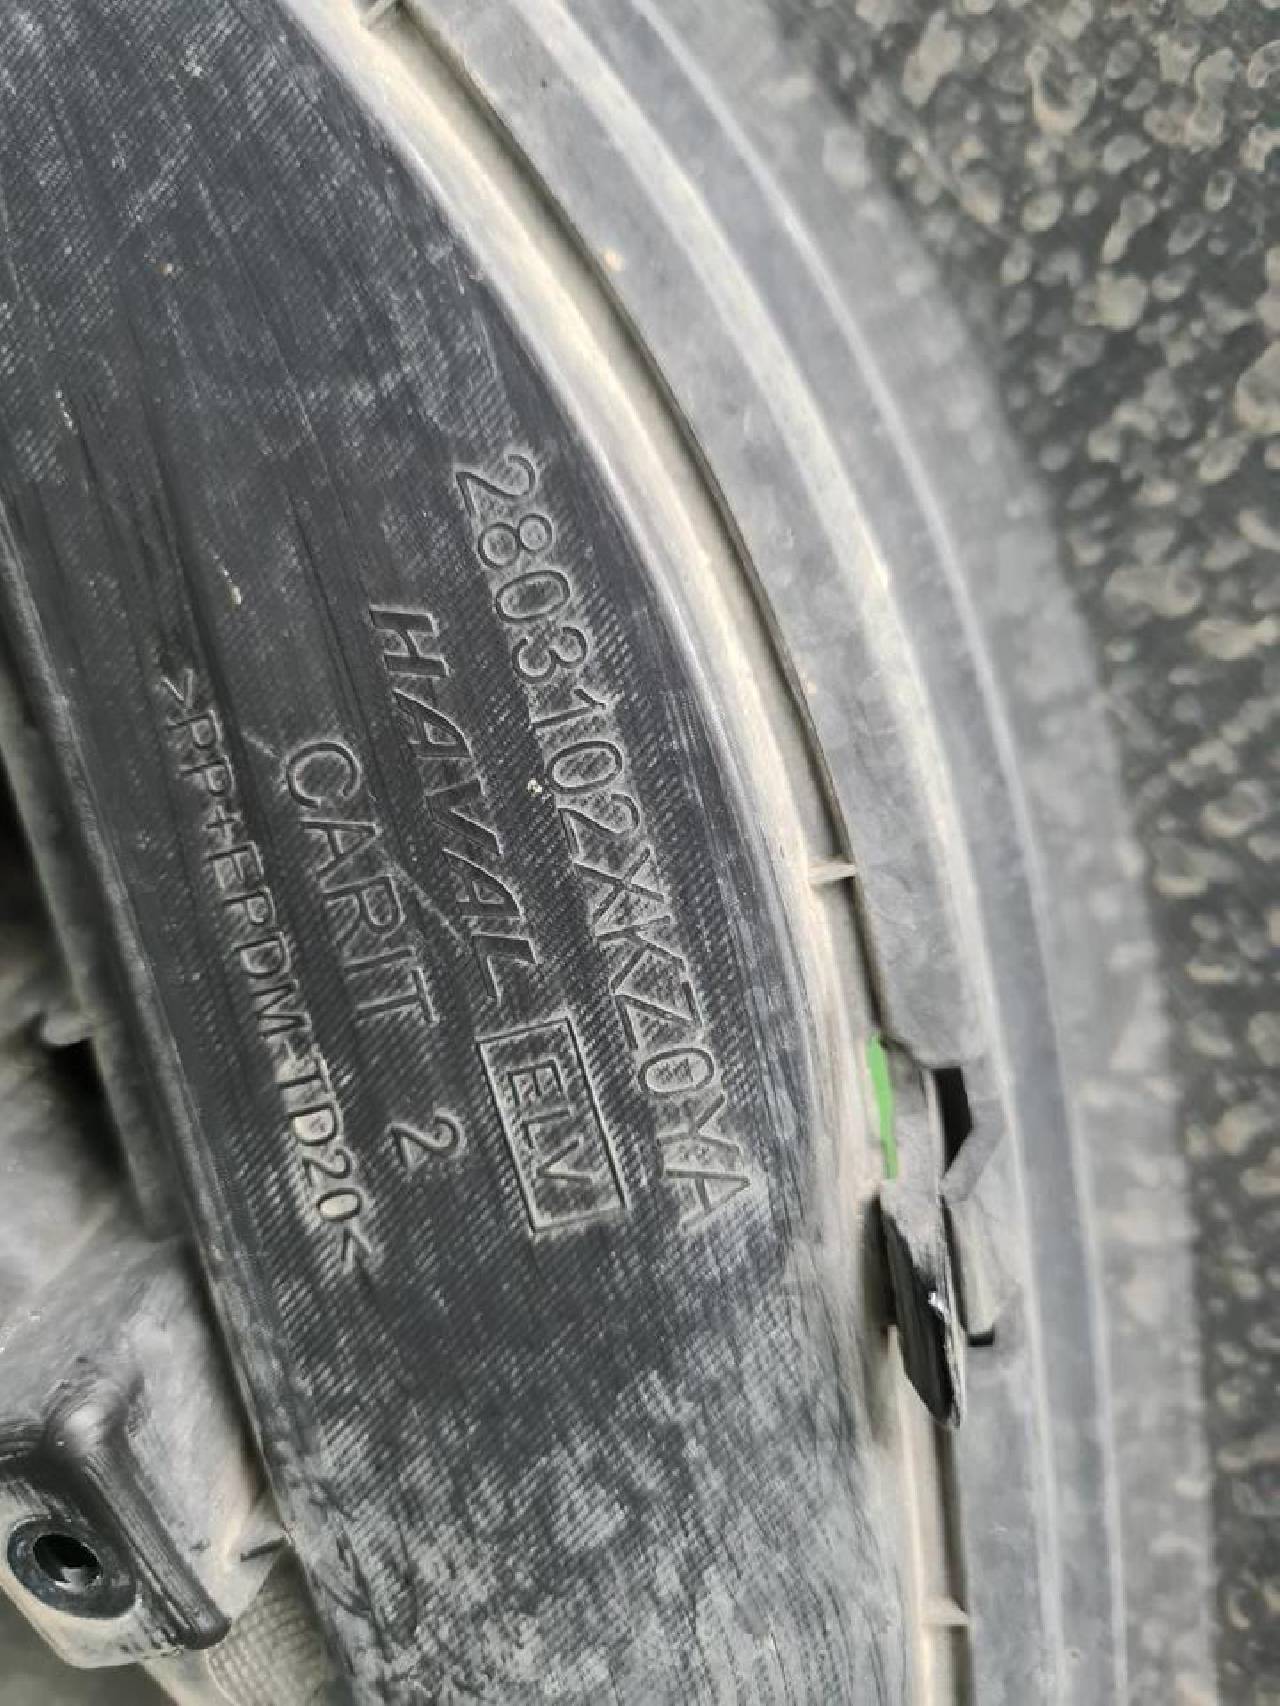 2803102XKZ0YA
HAVAL ELV
CARIT 2
>PP+EPDM-TD20<